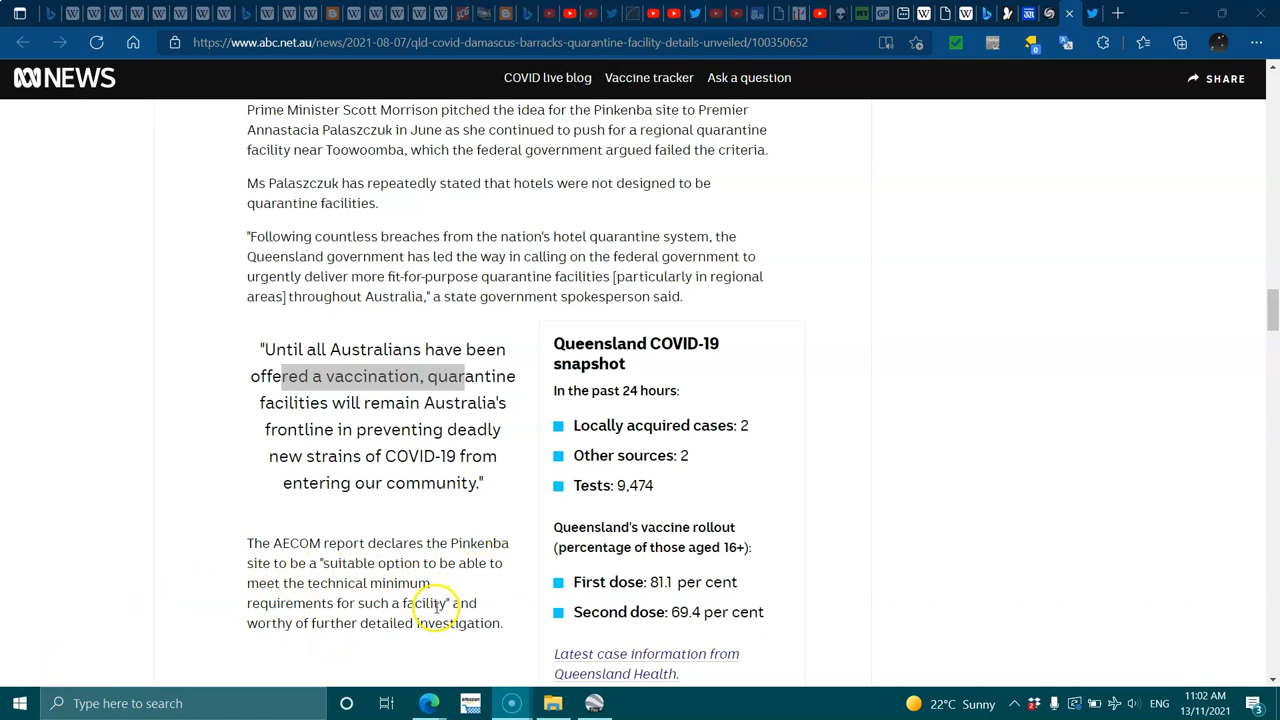 https://www.abc.net.au/news/2021-08-07/qld-covid-damascus-barracks-quarantine-facility-details-unveiled/100350652
NEWS
COVID live blog
Vaccine tracker
Ask a question
SHARE
Prime Minister Scott Morrison pitched the idea for the Pinkenba site to Premier
Annastacia Palaszczuk in June as she continued to push for a regional quarantine
facility near Toowoomba, which the federal government argued failed the criteria.
Ms Palaszczuk has repeatedly stated that hotels were not designed to be
quarantine facilities.
"Following countless breaches from the nation's hotel quarantine system, the
Queensland government has led the way in calling on the federal government to
urgently deliver more fit-for-purpose quarantine facilities [particularly in regional
areas] throughout Australia," a state government spokesperson said.
"Until all Australians have been
offered a vaccination, quarantine
facilities will remain Australia's
frontline in preventing deadly
new strains of COVID-19 from
entering our community."
The AECOM report declares the Pinkenba
site to be a "suitable option to be able to
meet the technical minimum
requirements for such a facility" and
worthy of further detailed investigation.
Queensland COVID-19
snapshot
In the past 24 hours:
Locally acquired cases: 2
Other sources: 2
Tests: 9,474
Queensland's vaccine rollout
(percentage of those aged 16+):
First dose: 81.1 per cent
Second dose: 69.4 per cent
Latest case information from
Queensland Health.
Type here to search
amazon
22°C Sunny
ENG
11:02 AM
13/11/2021